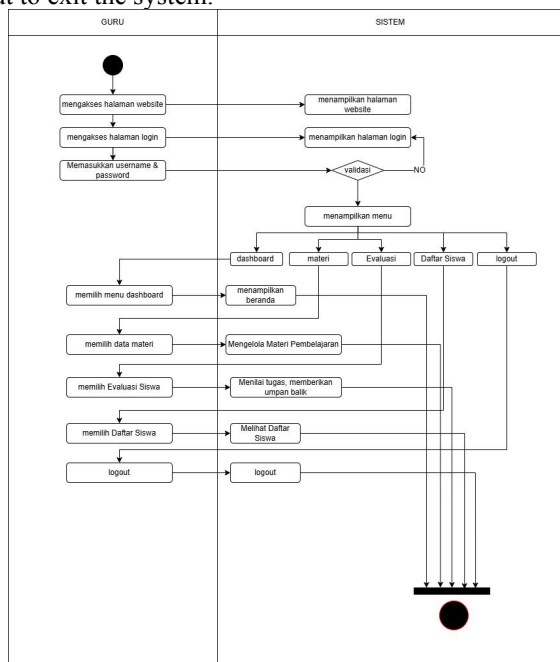 ut to exit the system.
GURU
SISTEM
mengakses halaman website
menampilkan halaman
website
mengakses halaman login
menampilkan halaman login
Memasukkan username &
password
validasi
NO
menampilkan menu
dashboard
materi
Evaluasi
Daftar Siswa
logout
memilih menu dashboard
menampilkan
beranda
memilih data materi
Mengelola Materi Pembelajaran
memilih Evaluasi Siswa
Menilai tugas, memberikan
umpan balik
memilih Daftar Siswa
Melihat Daftar
Siswa
logout
logout